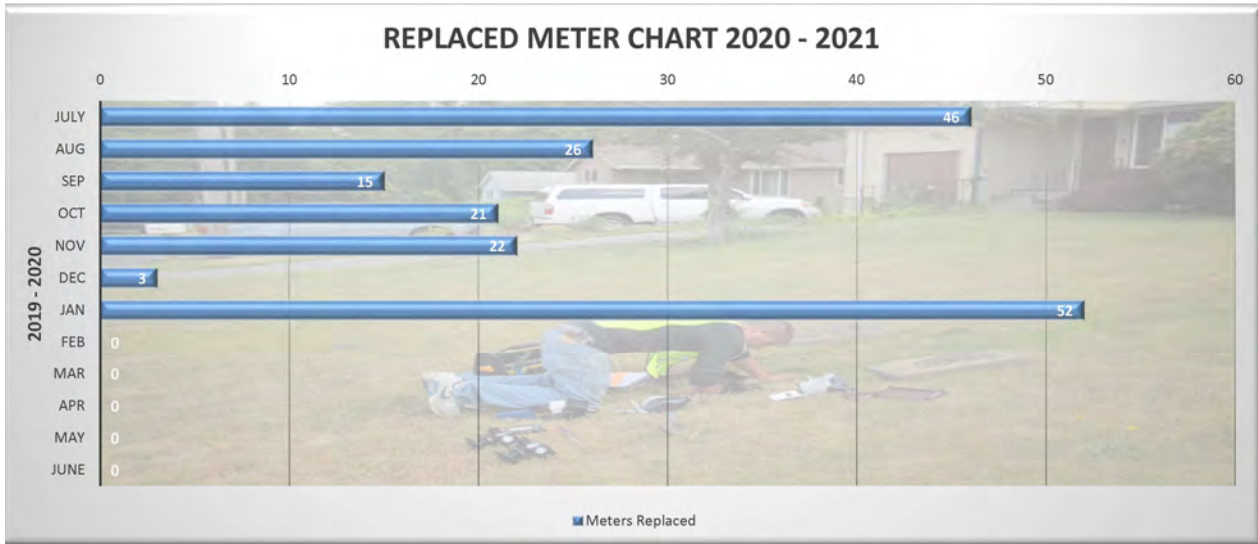 REPLACED METER CHART 2020 - 2021
0 10 20 30 40 50 60
2019 - 2020
JULY 46
AUG 26
SEP 15
OCT 21
NOV 22
DEC 3
JAN 52
FEB 0
MAR 0
APR 0
MAY 0
JUNE 0
Meters Replaced